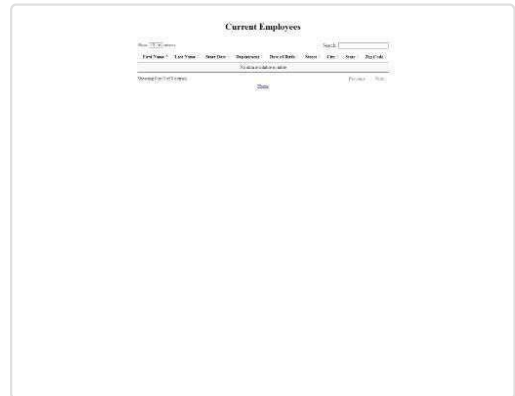 Current Employees
Show entries Search:
First Name Last Name Start Date Department Date of Birth Street City State Zip Code
No data available in table
Showing 0 to 0 of 0 entries Previous Next
Home